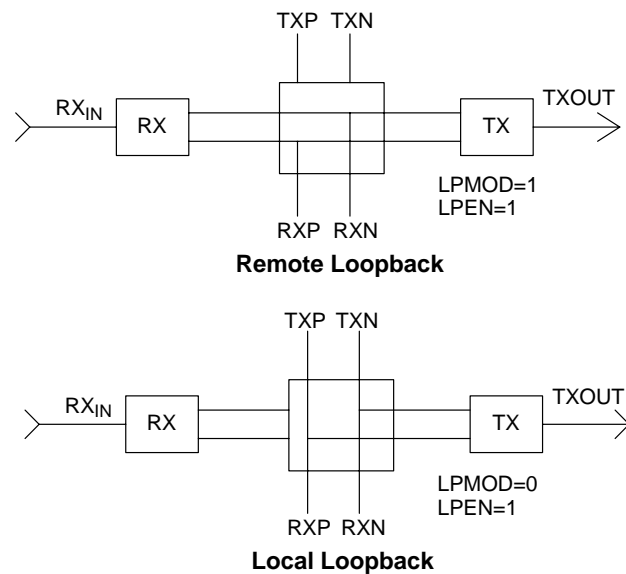 TXP TXN
RXIN RX TX TXOUT
LPMOD=1
LPEN=1
RXP RXN
Remote Loopback
TXP TXN
RXIN RX TX TXOUT
LPMOD=0
LPEN=1
RXP RXN
Local Loopback